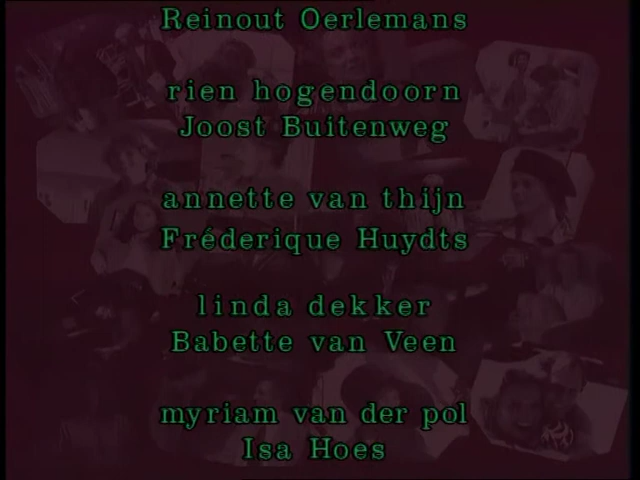 Reinout Oerlemans
rien hogendoorn
Joost Buitenweg
annette van thijn
Fréderique Huydts
linda dekker
Babette van Veen
myriam van der pol
Isa Hoes